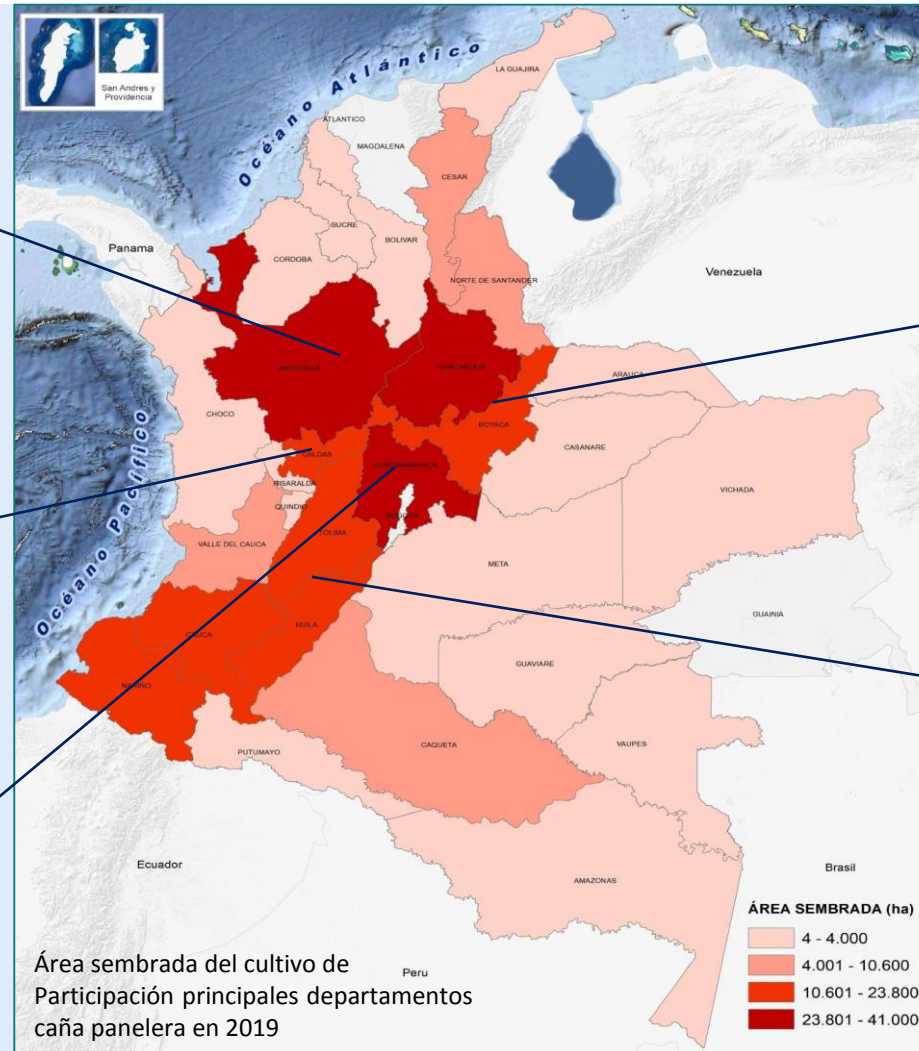 San Andres y
Providencia
Océano Atlántico
LA GUAJIRA
ATLANTICO
MAGDALENA
CESAR
SUCRE
BOLIVAR
CORDOBA
Panama
NORTE DE SANTANDER
Venezuela
ANTIOQUIA
SANTANDER
ARAUCA
CHOCO
BOYACA
CASANARE
CALDAS
CUNDINAMARCA
RISARALDA
VICHADA
QUINDIO
BOGOTA
TOLIMA
VALLE DEL CAUCA
META
Océano Pacífico
GUAINIA
HUILA
CAUCA
GUAVIARE
NARIÑO
VAUPES
CAQUETA
PUTUMAYO
Ecuador
Brasil
AMAZONAS
ÁREA SEMBRADA (ha)
4 - 4.000
4.001 - 10.600
10.601 - 23.800
23.801 - 41.000
Peru
Área sembrada del cultivo de
Participación principales departamentos
caña panelera en 2019